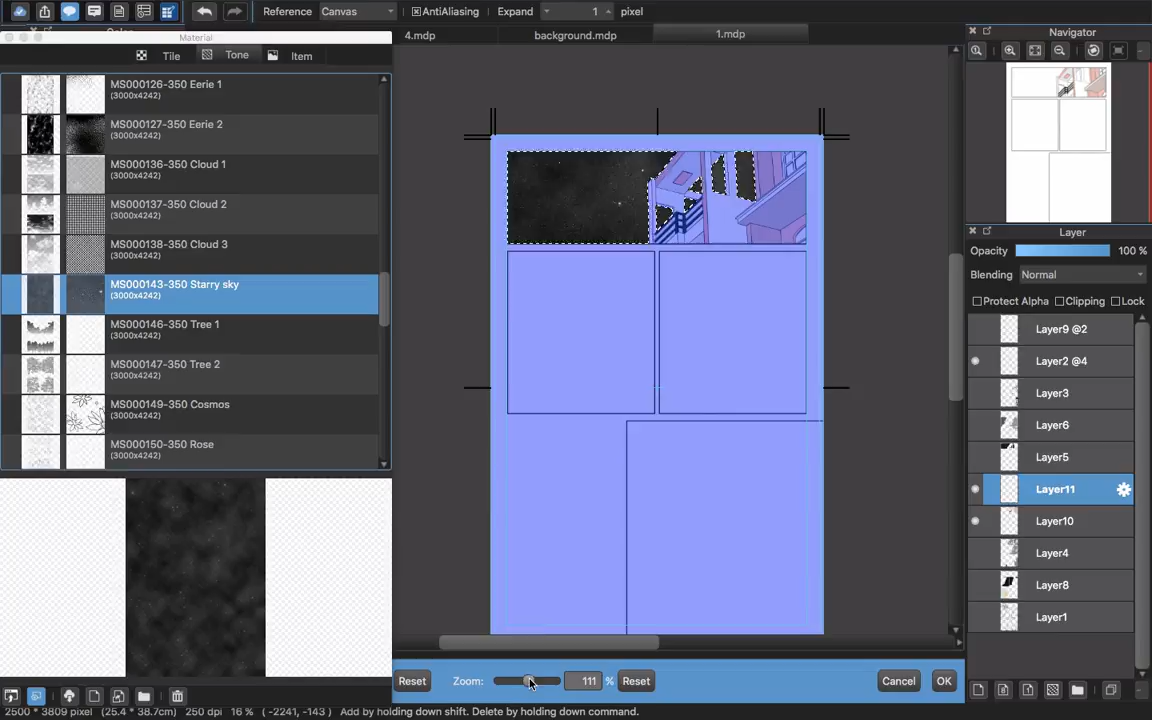 Reference Canvas AntiAliasing Expand 1 pixel
Material
Tile Tone Item
MS000126-350 Eerie 1
(3000x4242)
MS000127-350 Eerie 2
(3000x4242)
MS000136-350 Cloud 1
(3000x4242)
MS000137-350 Cloud 2
(3000x4242)
MS000138-350 Cloud 3
(3000x4242)
MS000143-350 Starry sky
(3000x4242)
MS000146-350 Tree 1
(3000x4242)
MS000147-350 Tree 2
(3000x4242)
MS000149-350 Cosmos
(3000x4242)
MS000150-350 Rose
(3000x4242)
4.mdp background.mdp 1.mdp
Reset Zoom: 111 % Reset Cancel OK
2500 * 3809 pixel (25.4 * 38.7cm) 250 dpi 16 % ( -2241, -143 ) Add by holding down shift. Delete by holding down command.
Navigator
Layer
Opacity 100 %
Blending Normal
Protect Alpha Clipping Lock
Layer9 @2
Layer2 @4
Layer3
Layer6
Layer5
Layer11
Layer10
Layer4
Layer8
Layer1